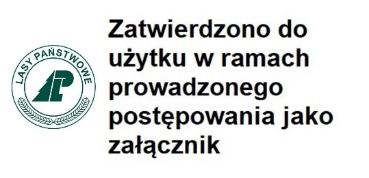 LASY PAŃSTWOWE
Zatwierdzono do
użytku w ramach
prowadzonego
postępowania jako
załącznik